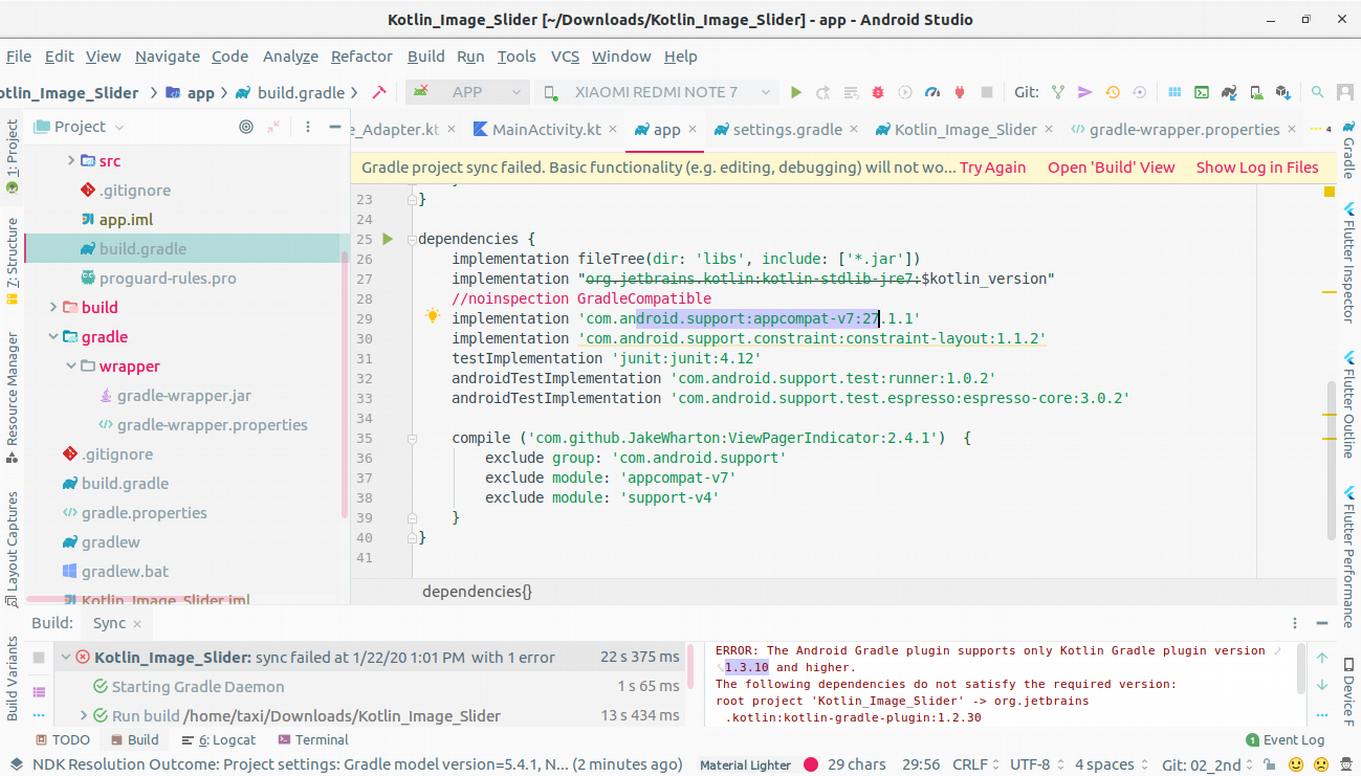 Kotlin_Image_Slider [~/Downloads/Kotlin_Image_Slider] - app - Android Studio
File Edit View Navigate Code Analyze Refactor Build Run Tools VCS Window Help
otlin_Image_Slider app build.gradle APP XIAOMI REDMI NOTE 7 Git:
Project
e_Adapter.kt MainActivity.kt app settings.gradle Kotlin_Image_Slider gradle-wrapper.properties 4
Gradle project sync failed. Basic functionality (e.g. editing, debugging) will not wo... Try Again Open 'Build' View Show Log in Files
1: Project
7: Structure
Resource Manager
Layout Captures
Build Variants
src
.gitignore
app.iml
build.gradle
proguard-rules.pro
build
gradle
wrapper
gradle-wrapper.jar
gradle-wrapper.properties
.gitignore
build.gradle
gradle.properties
gradlew
gradlew.bat
Kotlin_Image_Slider.iml
23 }
24
25 dependencies {
26 implementation fileTree(dir: 'libs', include: ['*.jar'])
27 implementation "org.jetbrains.kotlin:kotlin-stdlib-jre7:$kotlin_version"
28 //noinspection GradleCompatible
29 implementation 'com.android.support:appcompat-v7:27.1.1'
30 implementation 'com.android.support.constraint:constraint-layout:1.1.2'
31 testImplementation 'junit:junit:4.12'
32 androidTestImplementation 'com.android.support.test:runner:1.0.2'
33 androidTestImplementation 'com.android.support.test.espresso:espresso-core:3.0.2'
34
35 compile ('com.github.JakeWharton:ViewPagerIndicator:2.4.1') {
36 exclude group: 'com.android.support'
37 exclude module: 'appcompat-v7'
38 exclude module: 'support-v4'
39 }
40 }
41
dependencies{}
Gradle
Flutter Inspector
Flutter Outline
Flutter Performance
Device F
Build: Sync
Kotlin_Image_Slider: sync failed at 1/22/20 1:01 PM with 1 error 22 s 375 ms
Starting Gradle Daemon 1 s 65 ms
Run build /home/taxi/Downloads/Kotlin_Image_Slider 13 s 434 ms
ERROR: The Android Gradle plugin supports only Kotlin Gradle plugin version
1.3.10 and higher.
The following dependencies do not satisfy the required version:
root project 'Kotlin_Image_Slider' -> org.jetbrains
.kotlin:kotlin-gradle-plugin:1.2.30
TODO Build 6: Logcat Terminal 1 Event Log
NDK Resolution Outcome: Project settings: Gradle model version=5.4.1, N... (2 minutes ago) Material Lighter 29 chars 29:56 CRLF UTF-8 4 spaces Git: 02_2nd